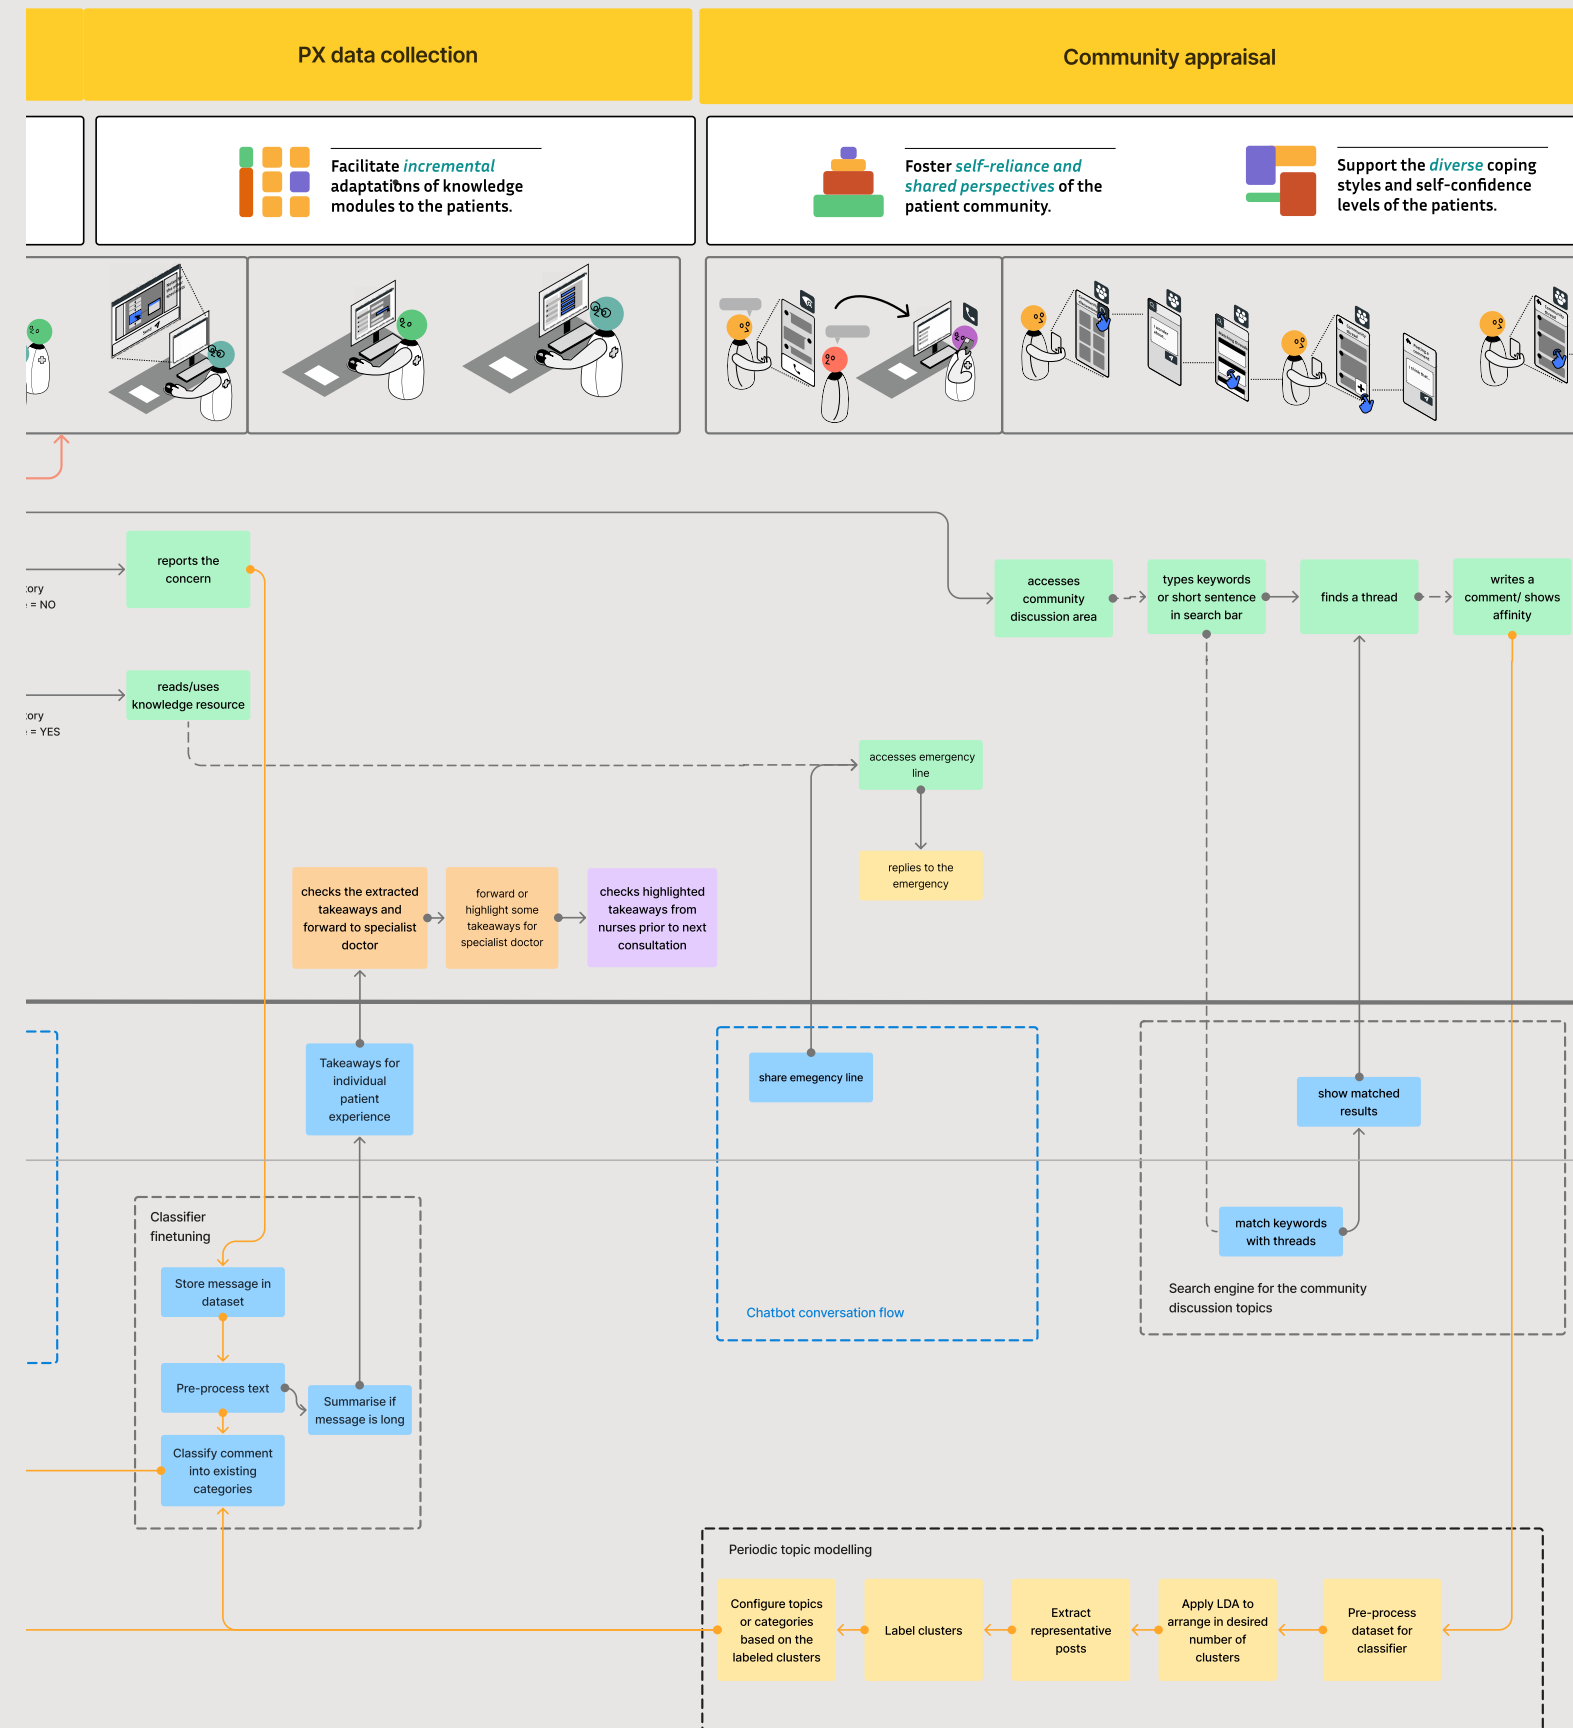 PX data collection
Community appraisal
Facilitate incremental
adaptations of knowledge
modules to the patients.
Foster self-reliance and
shared perspectives of the
patient community.
Support the diverse coping
styles and self-confidence
levels of the patients.
reports the
concern
= NO
reads/uses
knowledge resource
= YES
accesses
community
discussion area
types keywords
or short sentence
in search bar
finds a thread
writes a
comment/ shows
affinity
accesses emergency
line
replies to the
emergency
checks the extracted
takeaways and
forward to specialist
doctor
forward or
highlight some
takeaways for
specialist doctor
checks highlighted
takeaways from
nurses prior to next
consultation
Takeaways for
individual
patient
experience
share emegency line
show matched
results
match keywords
with threads
Search engine for the community
discussion topics
Chatbot conversation flow
Classifier
finetuning
Store message in
dataset
Pre-process text
Summarise if
message is long
Classify comment
into existing
categories
Periodic topic modelling
Configure topics
or categories
based on the
labeled clusters
Label clusters
Extract
representative
posts
Apply LDA to
arrange in desired
number of
clusters
Pre-process
dataset for
classifier